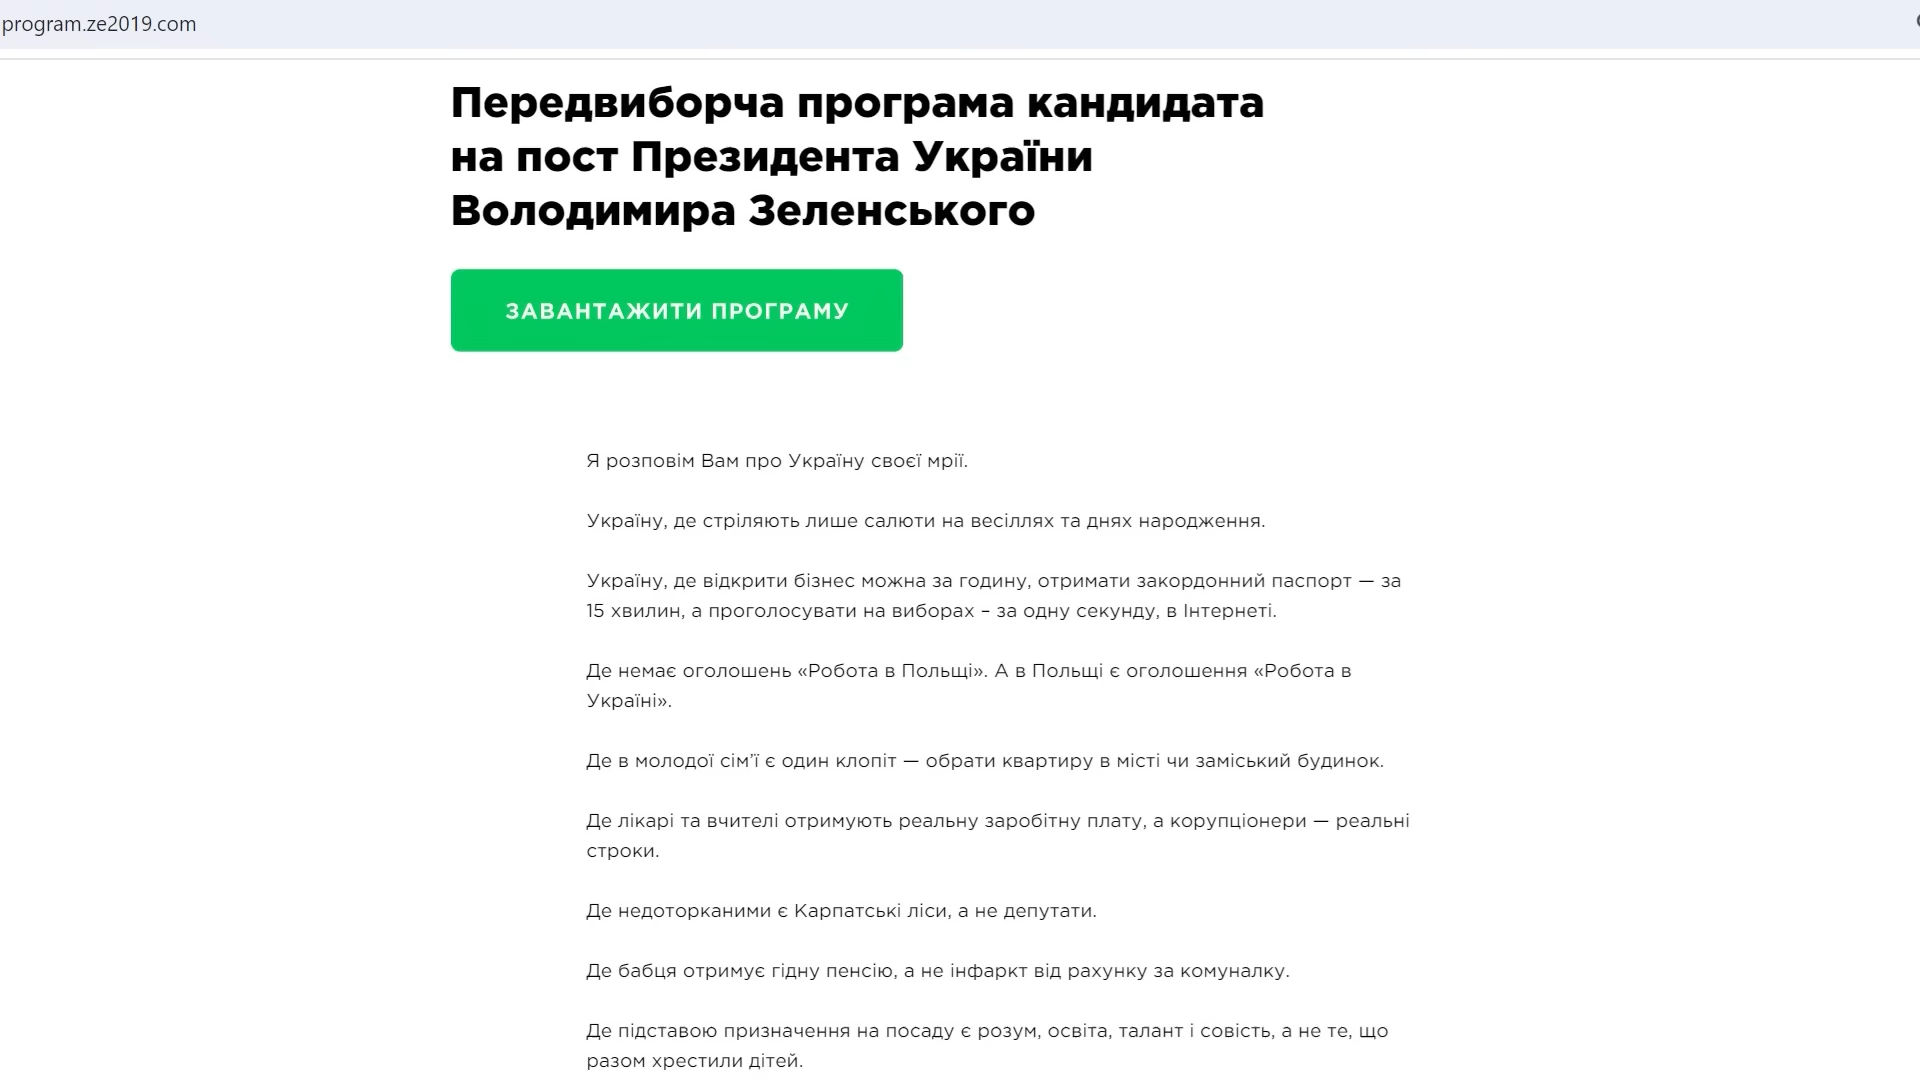 program.ze2019.com
Передвиборча програма кандидата
на пост Президента України
Володимира Зеленського
ЗАВАНТАЖИТИ ПРОГРАМУ
Я розповім Вам про Україну своєї мрії.
Україну, де стріляють лише салюти на весіллях та днях народження.
Україну, де відкрити бізнес можна за годину, отримати закордонний паспорт — за
15 хвилин, а проголосувати на виборах – за одну секунду, в Інтернеті.
Де немає оголошень «Робота в Польщі». А в Польщі є оголошення «Робота в
Україні».
Де в молодої сім’ї є один клопіт — обрати квартиру в місті чи заміський будинок.
Де лікарі та вчителі отримують реальну заробітну плату, а корупціонери — реальні
строки.
Де недоторканими є Карпатські ліси, а не депутати.
Де бабця отримує гідну пенсію, а не інфаркт від рахунку за комуналку.
Де підставою призначення на посаду є розум, освіта, талант і совість, а не те, що
разом хрестили дітей.